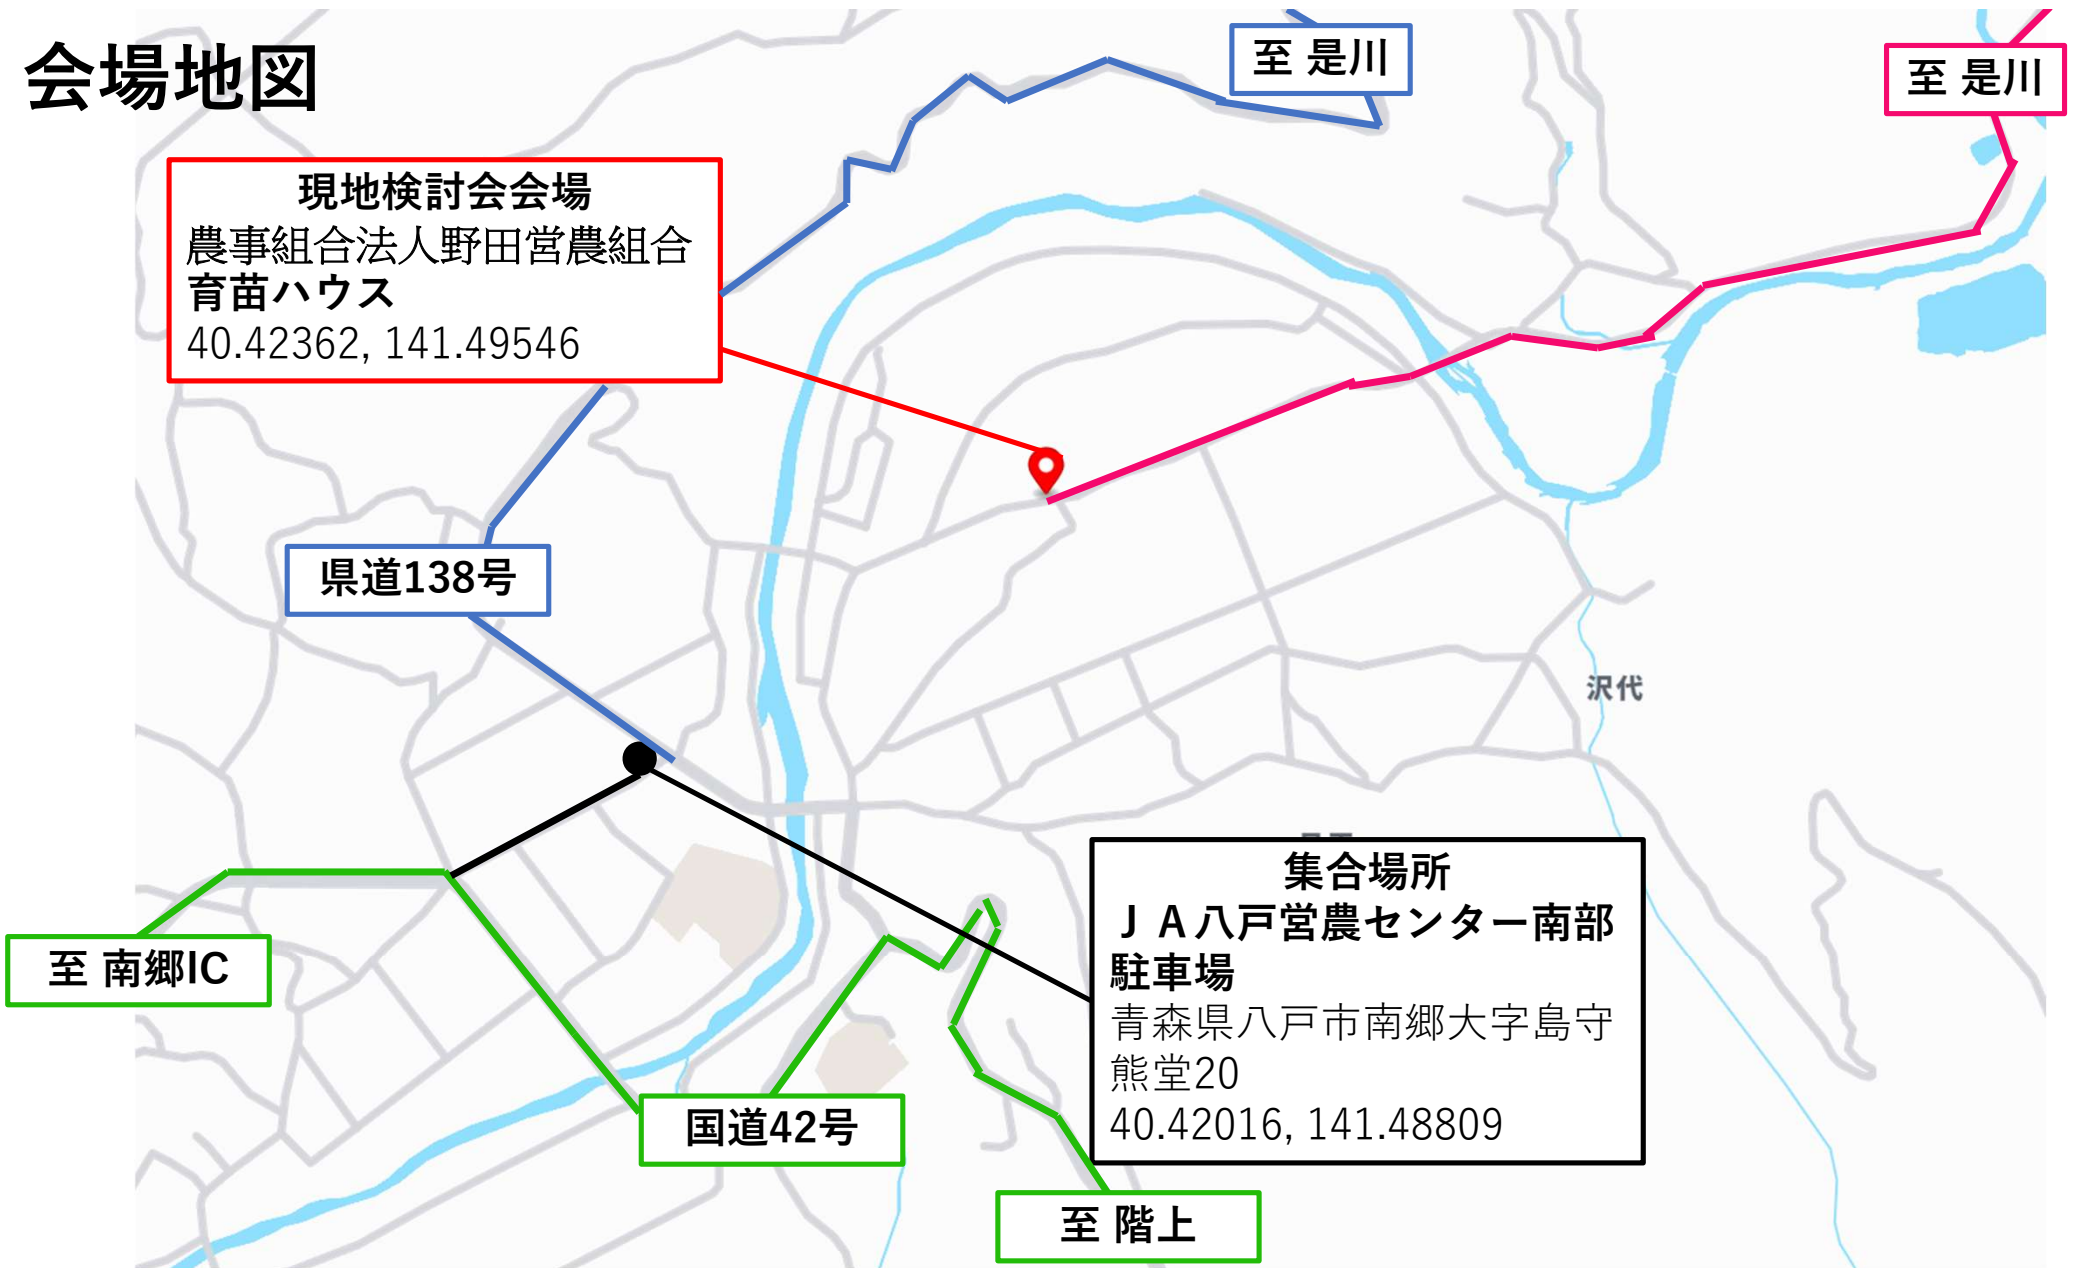 会場地図
至 是川
至 是川
現地検討会会場
農事組合法人野田営農組合
育苗ハウス
40.42362, 141.49546
県道138号
沢代
集合場所
ＪＡ八戸営農センター南部
駐車場
青森県八戸市南郷大字島守
熊堂20
40.42016, 141.48809
至 南郷IC
国道42号
至 階上